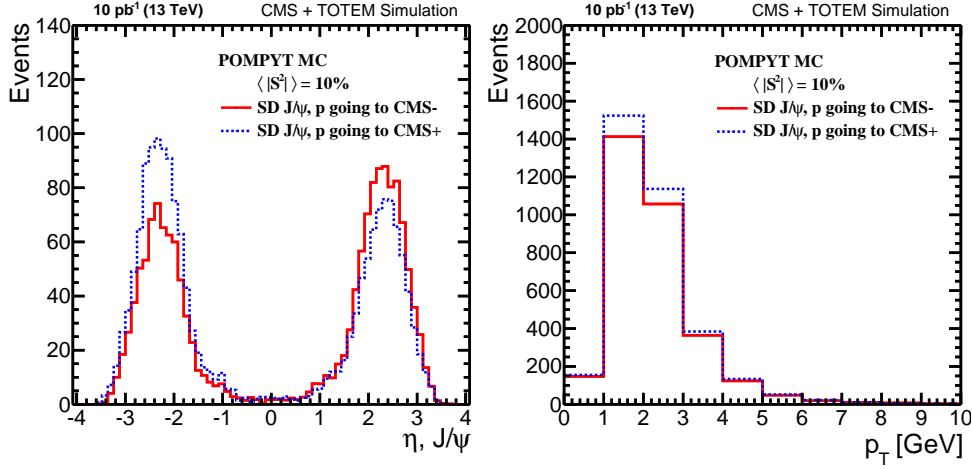 10 pb⁻¹ (13 TeV) CMS + TOTEM Simulation
Events
140
120
100
80
60
40
20
0
POMPYT MC
⟨ |S²| ⟩ = 10%
SD J/ψ, p going to CMS-
SD J/ψ, p going to CMS+
-4 -3 -2 -1 0 1 2 3 4
η, J/ψ
10 pb⁻¹ (13 TeV) CMS + TOTEM Simulation
Events
2000
1800
1600
1400
1200
1000
800
600
400
200
0
POMPYT MC
⟨ |S²| ⟩ = 10%
SD J/ψ, p going to CMS-
SD J/ψ, p going to CMS+
0 1 2 3 4 5 6 7 8 9 10
p_T [GeV]